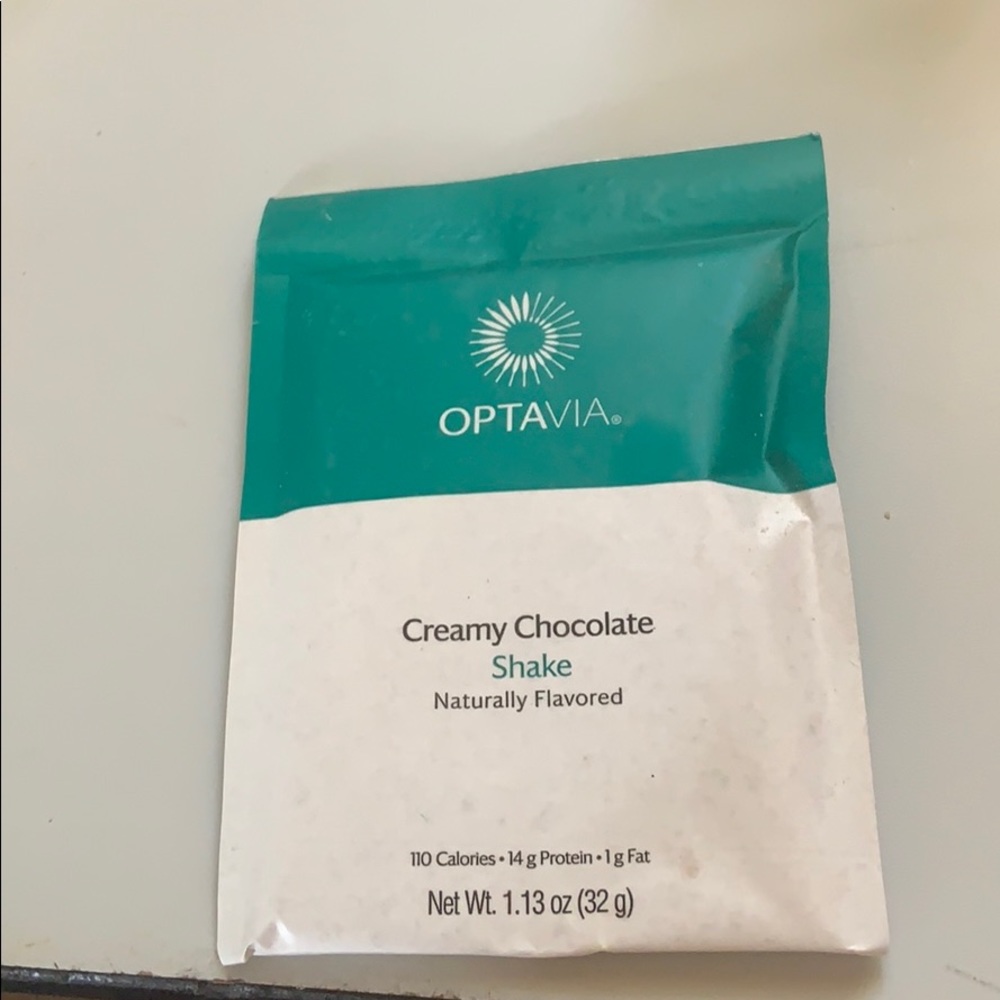 OPTAVIA®
Creamy Chocolate
Shake
Naturally Flavored
110 Calories • 14 g Protein • 1 g Fat
Net Wt. 1.13 oz (32 g)